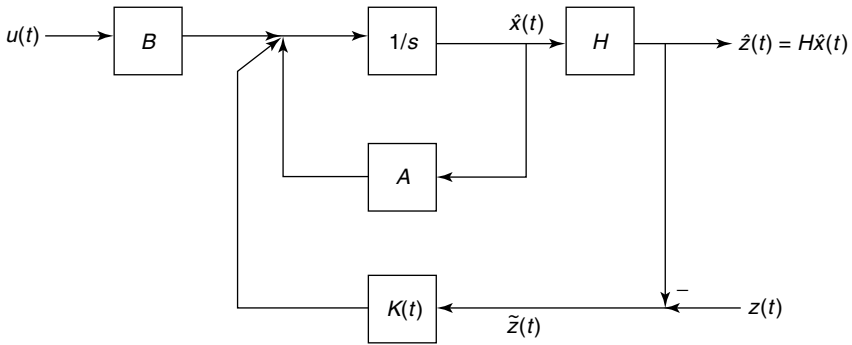 u(t)
B
1/s
x̂(t)
H
ẑ(t) = Hx̂(t)
A
K(t)
z̃(t)
–
z(t)